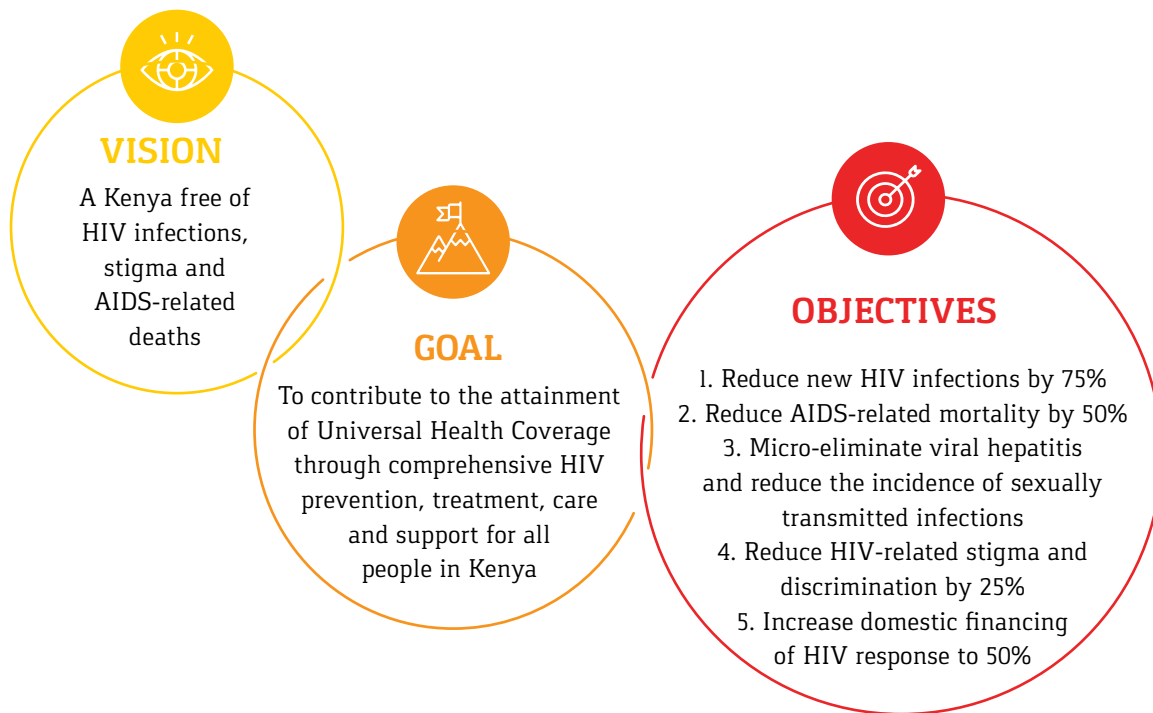 VISION
A Kenya free of
HIV infections,
stigma and
AIDS-related
deaths
GOAL
To contribute to the attainment
of Universal Health Coverage
through comprehensive HIV
prevention, treatment, care
and support for all
people in Kenya
OBJECTIVES
1. Reduce new HIV infections by 75%
2. Reduce AIDS-related mortality by 50%
3. Micro-eliminate viral hepatitis
and reduce the incidence of sexually
transmitted infections
4. Reduce HIV-related stigma and
discrimination by 25%
5. Increase domestic financing
of HIV response to 50%